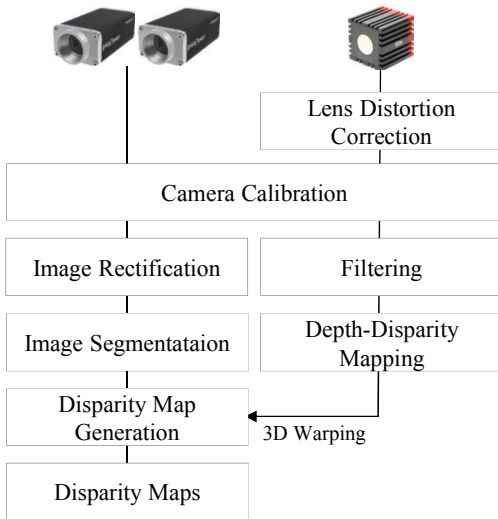 Lens Distortion
Correction
Camera Calibration
Image Rectification
Filtering
Image Segmentataion
Depth-Disparity
Mapping
Disparity Map
Generation
3D Warping
Disparity Maps